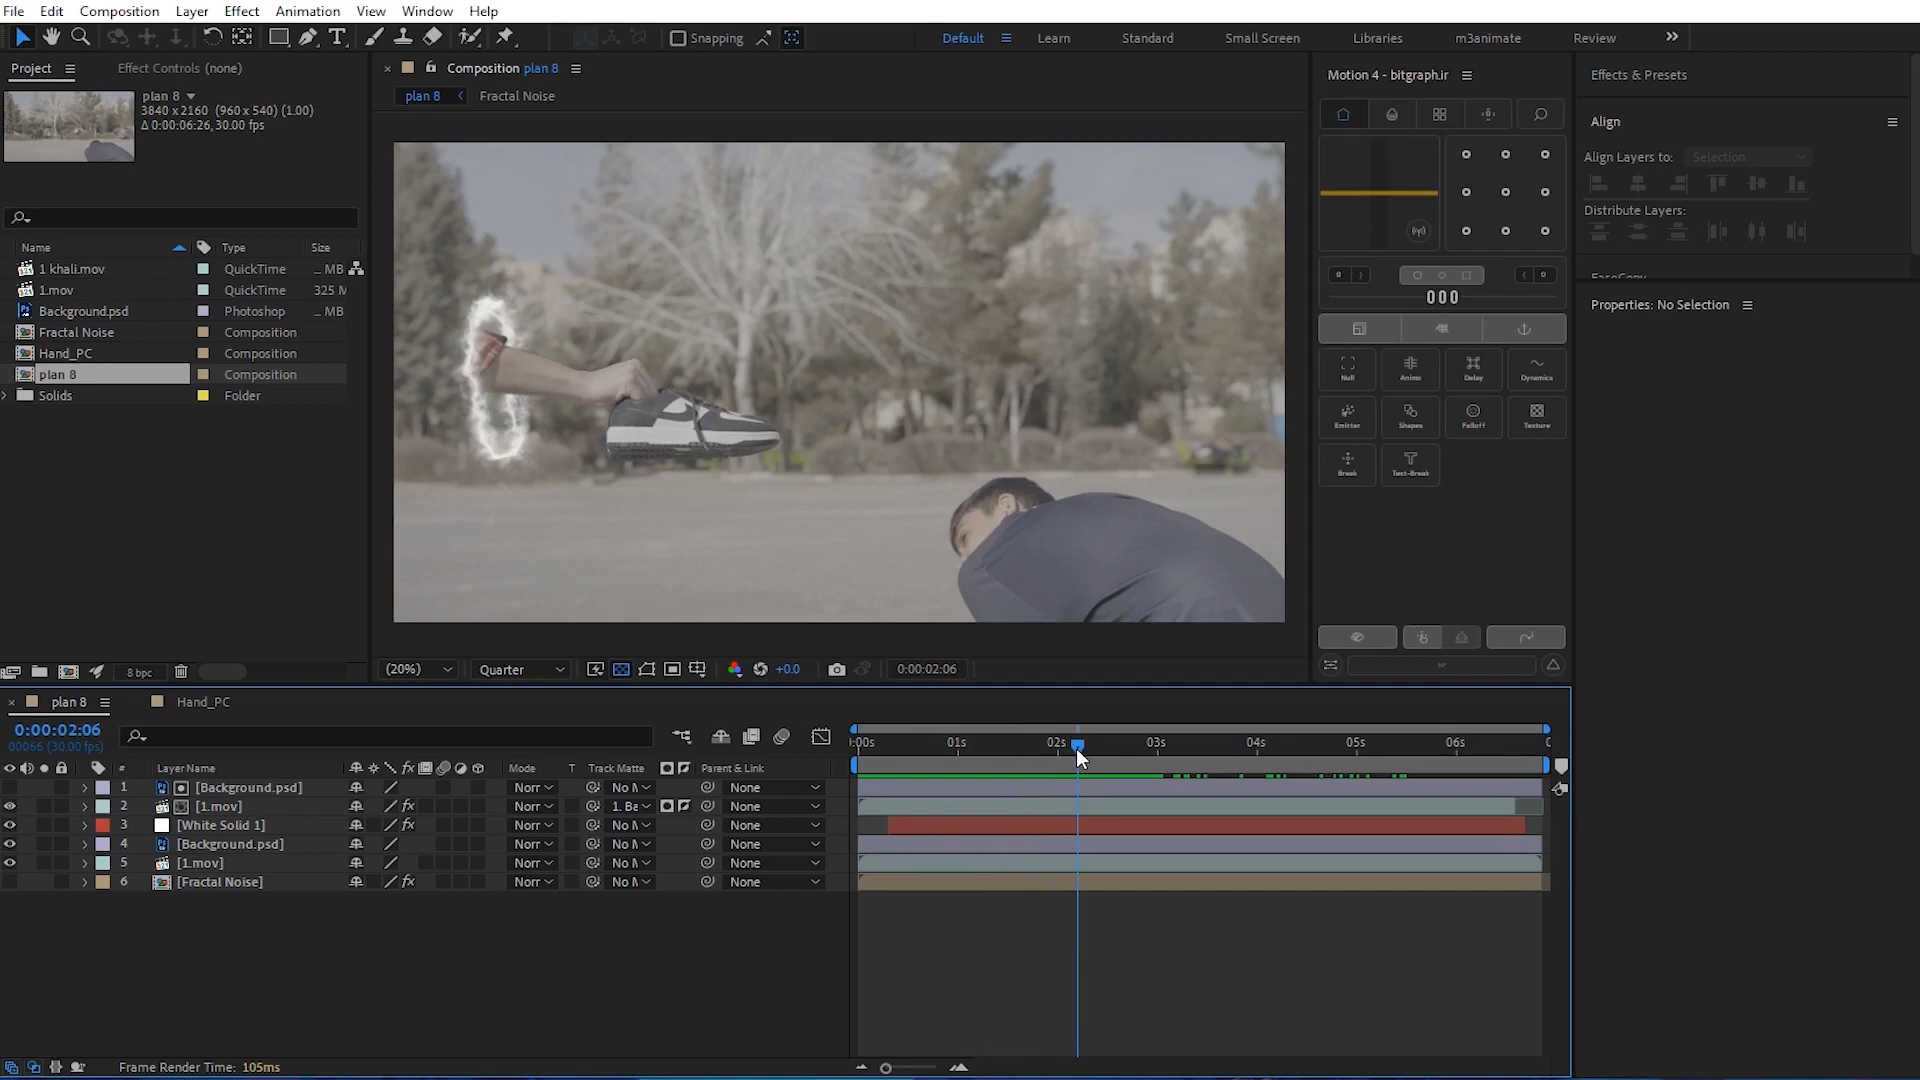 File Edit Composition Layer Effect Animation View Window Help
Snapping Default Learn Standard Small Screen Libraries m3animate Review
Project Effect Controls (none) Composition plan 8 Motion 4 - bitgraph.ir Effects & Presets
plan 8
3840 x 2160 (960 x 540) (1.00)
Δ 0:00:06:26, 30.00 fps
plan 8 Fractal Noise
Align
Align Layers to: Selection
Distribute Layers:
Properties: No Selection
Name Type Size
1 khali.mov QuickTime ... MB
1.mov QuickTime 325 M
Background.psd Photoshop ... MB
Fractal Noise Composition
Hand_PC Composition
plan 8 Composition
Solids Folder
0 0
000
Null Anime Delay Dynamics
Emitter Shapes Falloff Texture
Break Text-Break
8 bpc (20%) Quarter +0.0 0:00:02:06
plan 8 Hand_PC
0:00:02:06
00066 (30.00 fps)
:00s 01s 02s 03s 04s 05s 06s
# Layer Name fx Mode T Track Matte Parent & Link
1 [Background.psd] Norr No M None
2 [1.mov] fx Norr 1. Ba None
3 [White Solid 1] fx Norr No M None
4 [Background.psd] Norr No M None
5 [1.mov] Norr No M None
6 [Fractal Noise] fx Norr No M None
Frame Render Time: 105ms